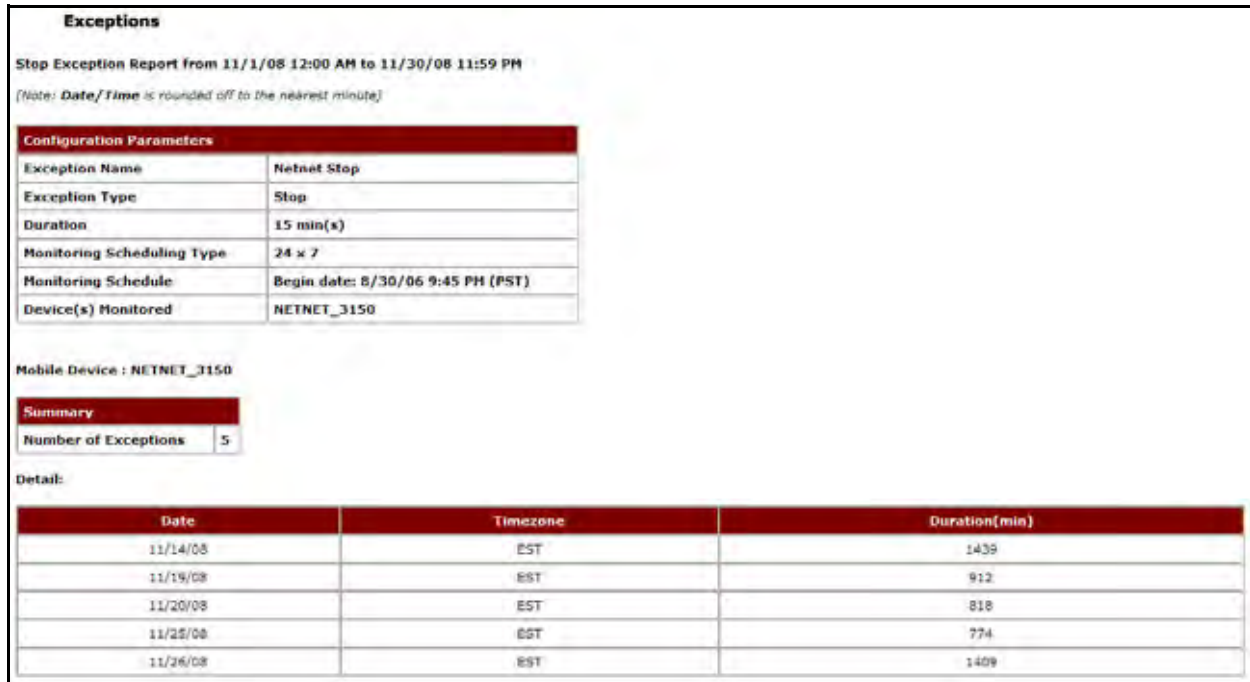 Exceptions
Stop Exception Report from 11/1/08 12:00 AM to 11/30/08 11:59 PM
(Note: Date/Time is rounded off to the nearest minute)
Configuration Parameters
Exception Name Netnet Stop
Exception Type Stop
Duration 15 min(s)
Monitoring Scheduling Type 24 x 7
Monitoring Schedule Begin date: 8/30/06 9:45 PM (PST)
Device(s) Monitored NETNET_3150
Mobile Device : NETNET_3150
Summary
Number of Exceptions 5
Detail:
Date Timezone Duration(min)
11/14/08 EST 1439
11/19/08 EST 912
11/20/08 EST 818
11/25/08 EST 774
11/26/08 EST 1409